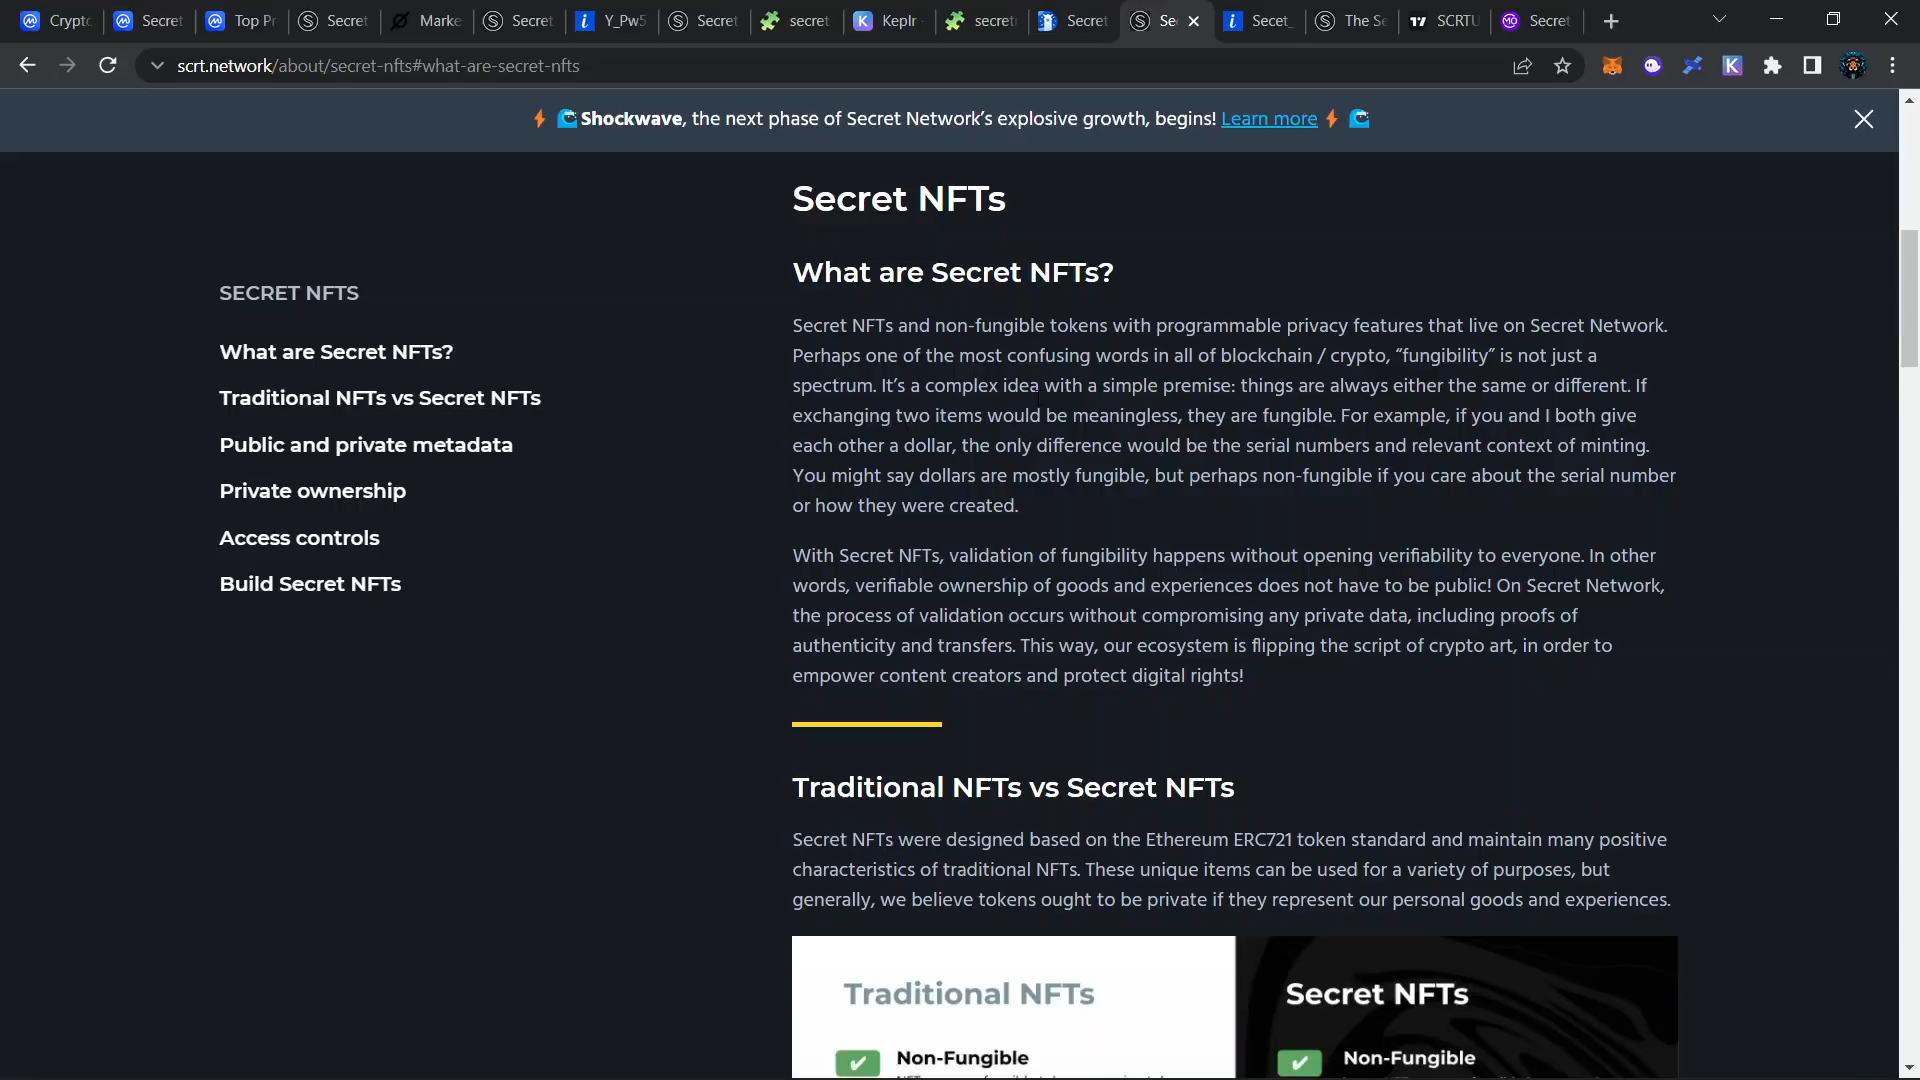 Crypto
Secret
Top Pr
Secret
Marke
Secret
Y_Pw5
Secret
secret
Keplr
secret
Secret
Se
Secet_
The Se
SCRTU
Secret
scrt.network/about/secret-nfts#what-are-secret-nfts
Shockwave, the next phase of Secret Network’s explosive growth, begins! Learn more
SECRET NFTS
What are Secret NFTs?
Traditional NFTs vs Secret NFTs
Public and private metadata
Private ownership
Access controls
Build Secret NFTs
Secret NFTs
What are Secret NFTs?
Secret NFTs and non-fungible tokens with programmable privacy features that live on Secret Network.
Perhaps one of the most confusing words in all of blockchain / crypto, “fungibility” is not just a
spectrum. It’s a complex idea with a simple premise: things are always either the same or different. If
exchanging two items would be meaningless, they are fungible. For example, if you and I both give
each other a dollar, the only difference would be the serial numbers and relevant context of minting.
You might say dollars are mostly fungible, but perhaps non-fungible if you care about the serial number
or how they were created.
With Secret NFTs, validation of fungibility happens without opening verifiability to everyone. In other
words, verifiable ownership of goods and experiences does not have to be public! On Secret Network,
the process of validation occurs without compromising any private data, including proofs of
authenticity and transfers. This way, our ecosystem is flipping the script of crypto art, in order to
empower content creators and protect digital rights!
Traditional NFTs vs Secret NFTs
Secret NFTs were designed based on the Ethereum ERC721 token standard and maintain many positive
characteristics of traditional NFTs. These unique items can be used for a variety of purposes, but
generally, we believe tokens ought to be private if they represent our personal goods and experiences.
Traditional NFTs
Non-Fungible
Secret NFTs
Non-Fungible